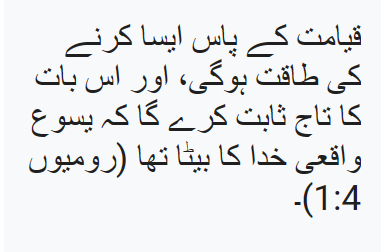 قیامت کے پاس ایسا کرنے
کی طاقت ہوگی، اور اس بات
کا تاج ثابت کرے گا کہ یسوع
واقعی خدا کا بیٹا تھا (رومیوں
1:4)۔